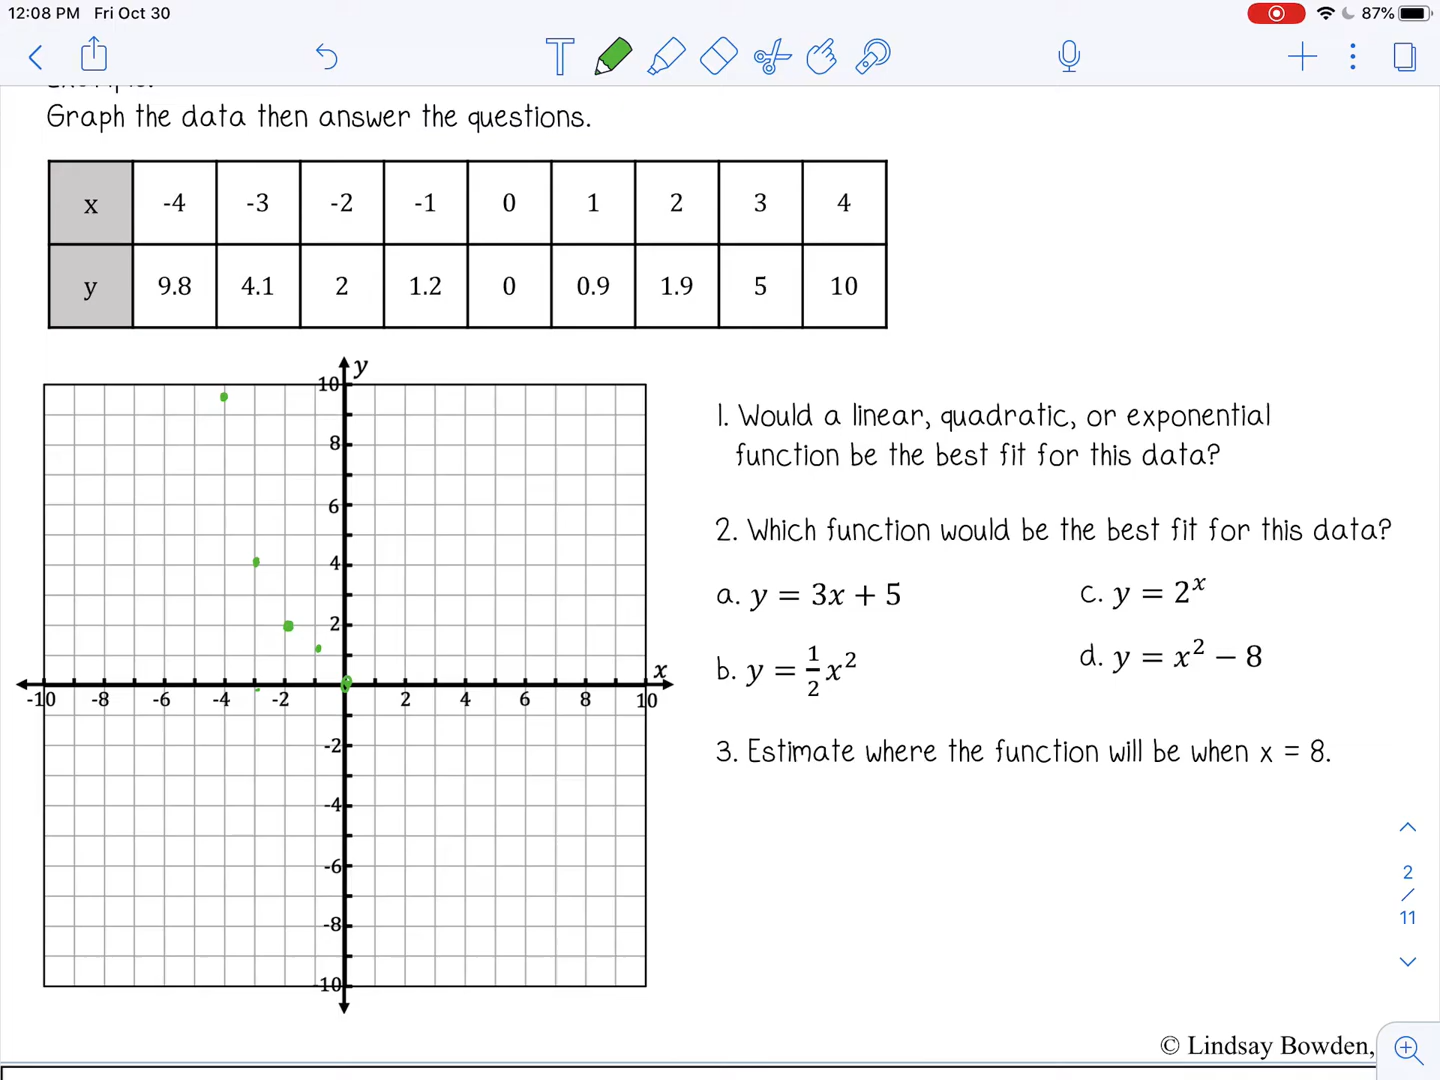 12:08 PM Fri Oct 30 87%
Graph the data then answer the questions.
x -4 -3 -2 -1 0 1 2 3 4
y 9.8 4.1 2 1.2 0 0.9 1.9 5 10
y
10
8
6
4
2
x
-10 -8 -6 -4 -2 2 4 6 8 10
-2
-4
-6
-8
10
1. Would a linear, quadratic, or exponential
function be the best fit for this data?
2. Which function would be the best fit for this data?
a. y = 3x + 5
c. y = 2^x
b. y = 1/2 x²
d. y = x² − 8
3. Estimate where the function will be when x = 8.
2
/
11
© Lindsay Bowden,